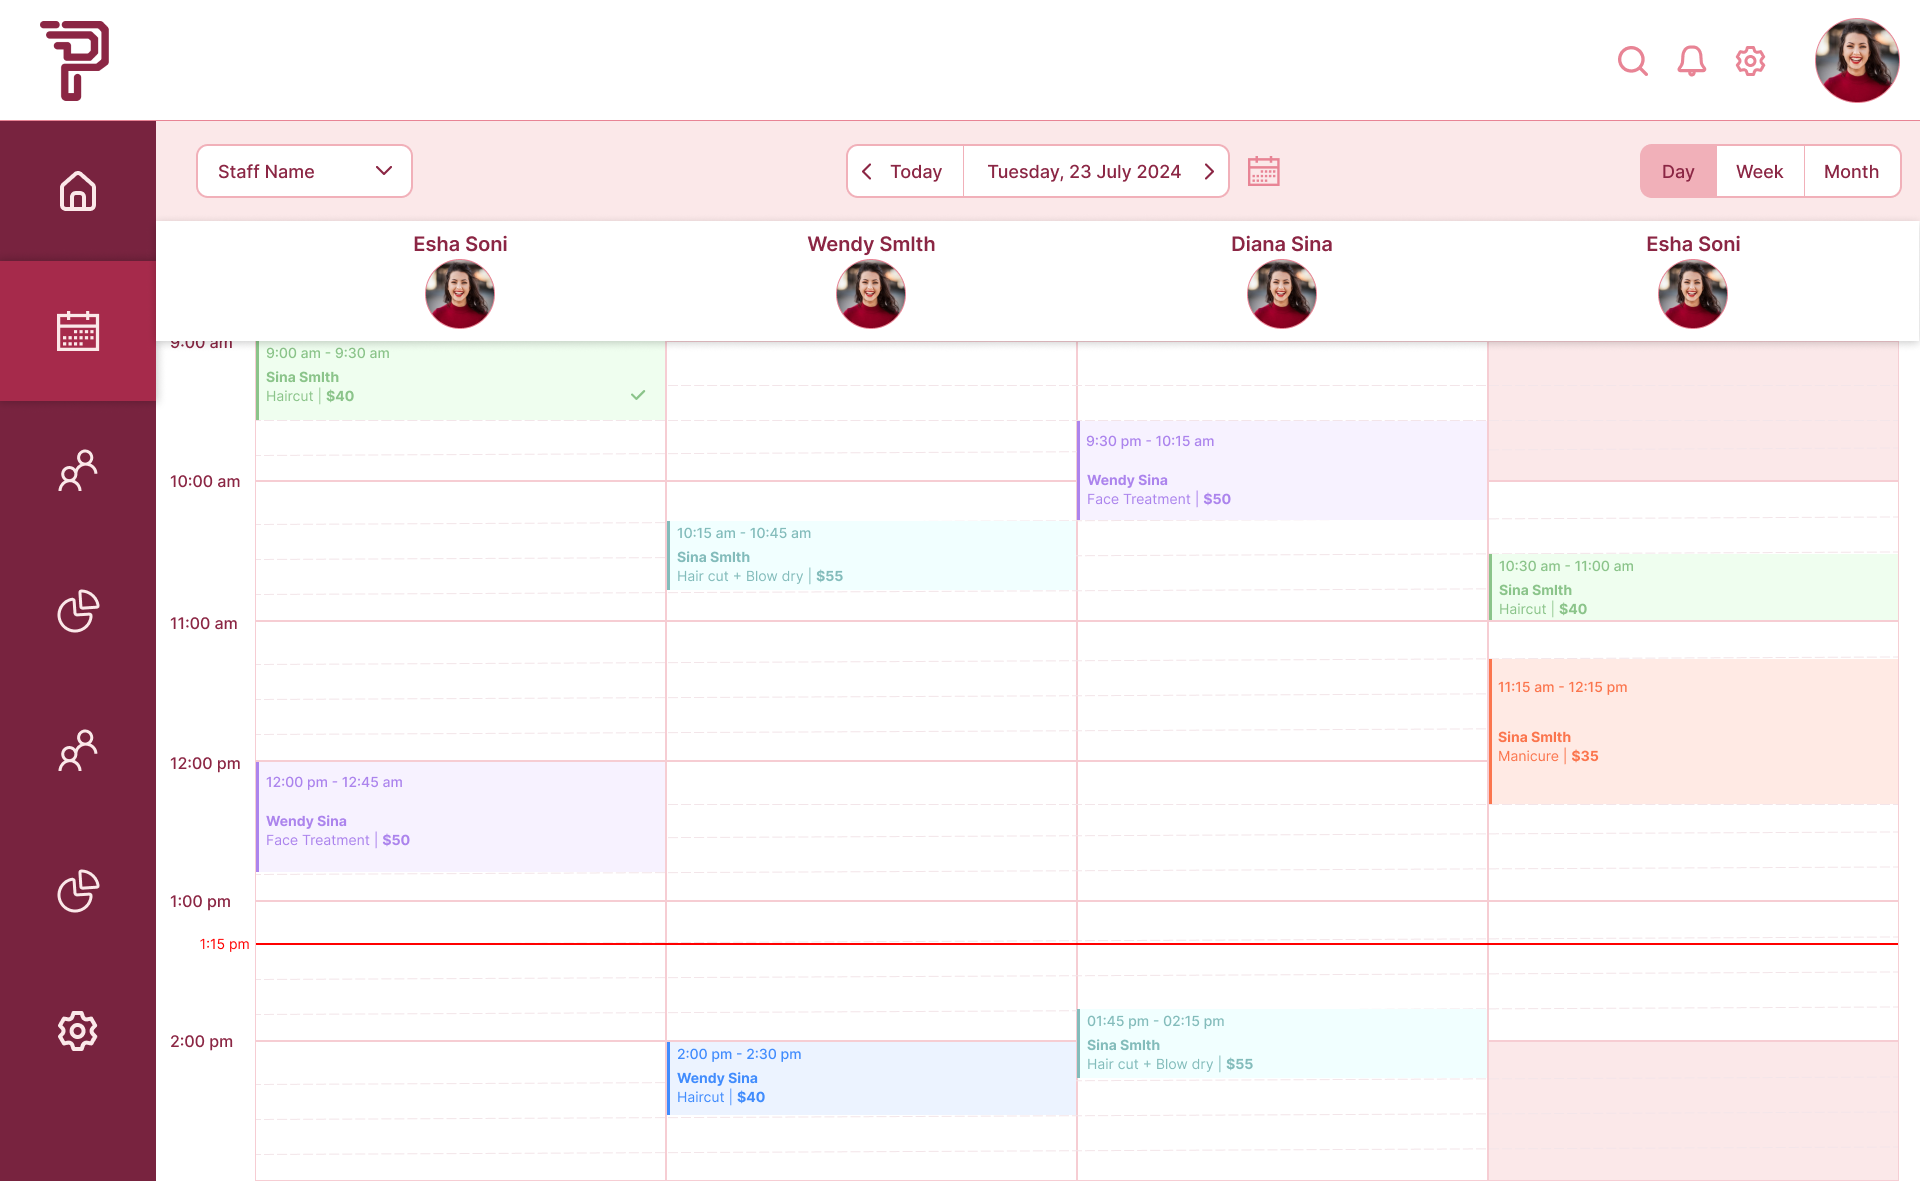 Staff Name
Today
Tuesday, 23 July 2024
Day
Week
Month
Esha Soni
Wendy SmIth
Diana Sina
Esha Soni
9:00 am
9:00 am - 9:30 am
Sina SmIth
Haircut | $40
9:30 pm - 10:15 am
Wendy Sina
Face Treatment | $50
10:00 am
10:15 am - 10:45 am
Sina SmIth
Hair cut + Blow dry | $55
10:30 am - 11:00 am
Sina SmIth
Haircut | $40
11:00 am
11:15 am - 12:15 pm
Sina SmIth
Manicure | $35
12:00 pm
12:00 pm - 12:45 am
Wendy Sina
Face Treatment | $50
1:00 pm
1:15 pm
01:45 pm - 02:15 pm
Sina SmIth
Hair cut + Blow dry | $55
2:00 pm
2:00 pm - 2:30 pm
Wendy Sina
Haircut | $40